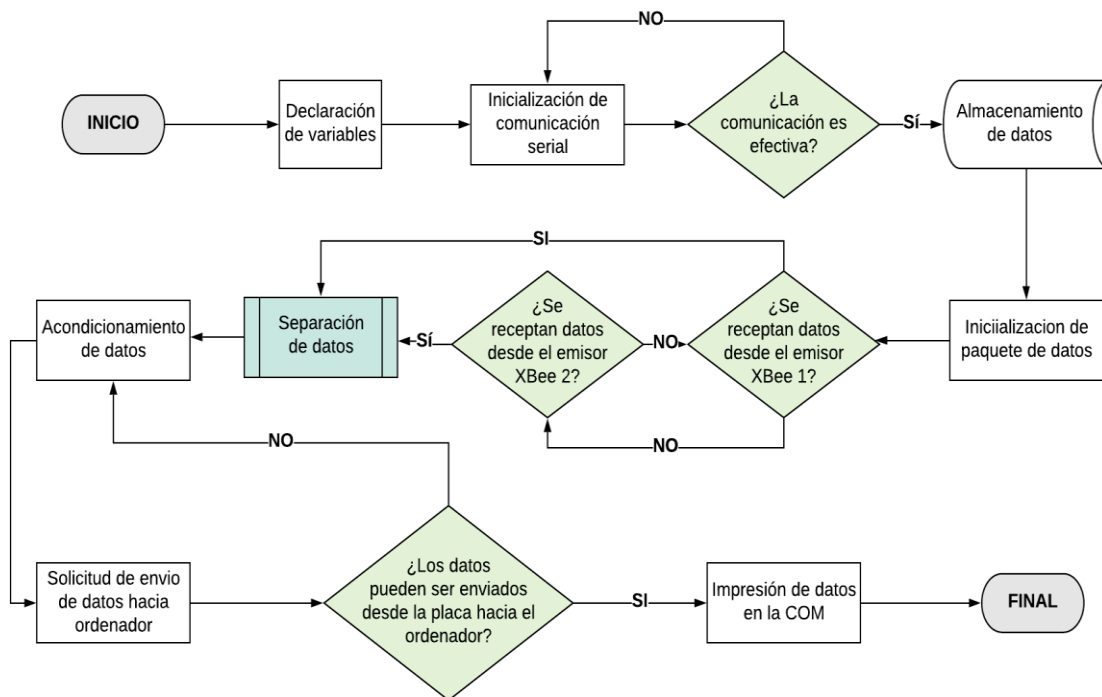 NO
INICIO
Declaración
de variables
Inicialización de
comunicación
serial
¿La
comunicación es
efectiva?
Sí
Almacenamiento
de datos
SI
Acondicionamiento
de datos
Separación
de datos
Sí
¿Se
receptan datos
desde el emisor
XBee 2?
NO
¿Se
receptan datos
desde el emisor
XBee 1?
Iniciialización de
paquete de datos
NO
NO
Solicitud de envio
de datos hacia
ordenador
¿Los datos
pueden ser enviados
desde la placa hacia el
ordenador?
SI
Impresión de datos
en la COM
FINAL